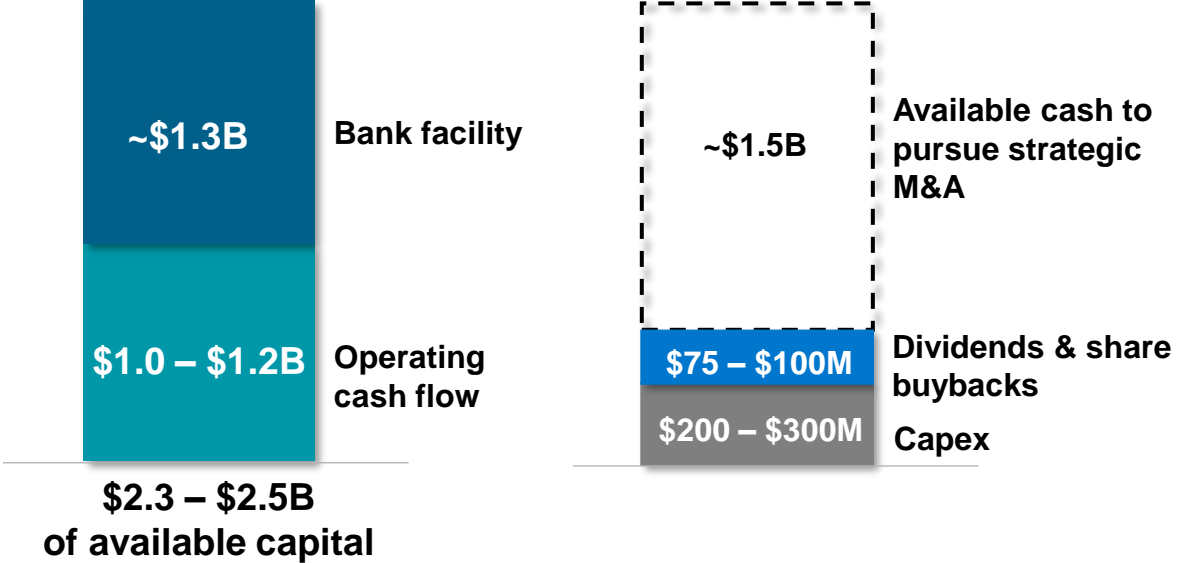 ~$1.3B
Bank facility
$1.0 – $1.2B
Operating
cash flow
$2.3 – $2.5B
of available capital
~$1.5B
Available cash to
pursue strategic
M&A
$75 – $100M
Dividends & share
buybacks
$200 – $300M
Capex